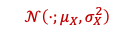 𝒩(·; μ_X, σ_X^2)